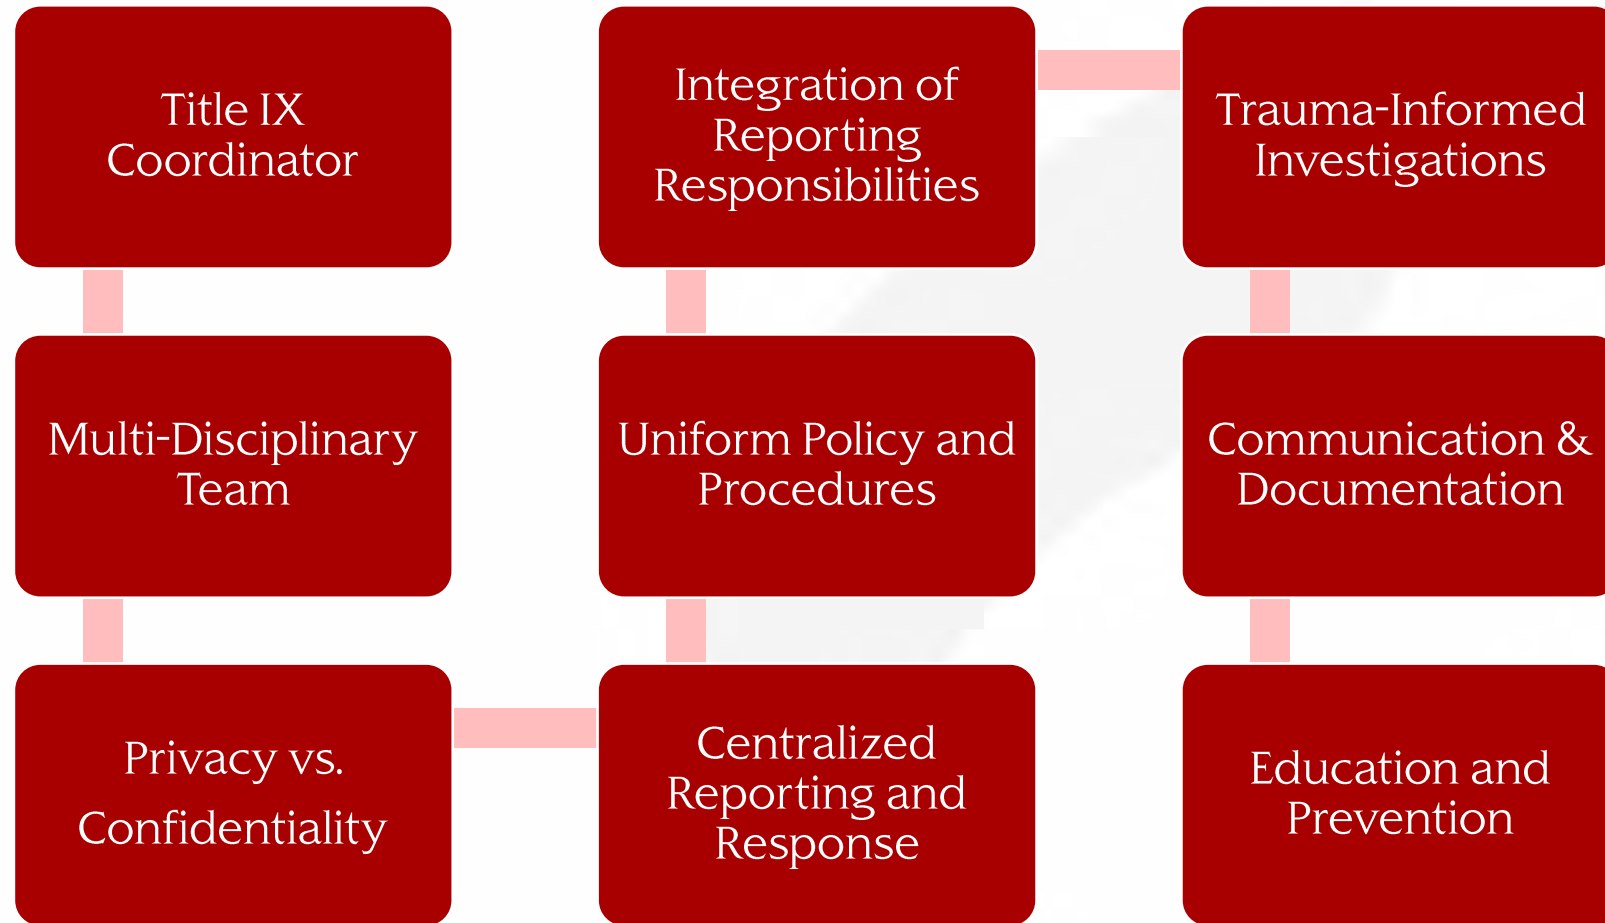 Title IX
Coordinator
Multi-Disciplinary
Team
Privacy vs.
Confidentiality
Centralized
Reporting and
Response
Uniform Policy and
Procedures
Integration of
Reporting
Responsibilities
Trauma-Informed
Investigations
Communication &
Documentation
Education and
Prevention